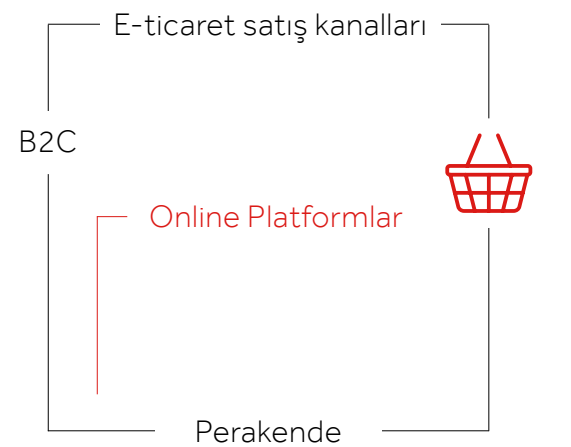 E-ticaret satış kanalları
B2C
Online Platformlar
Perakende